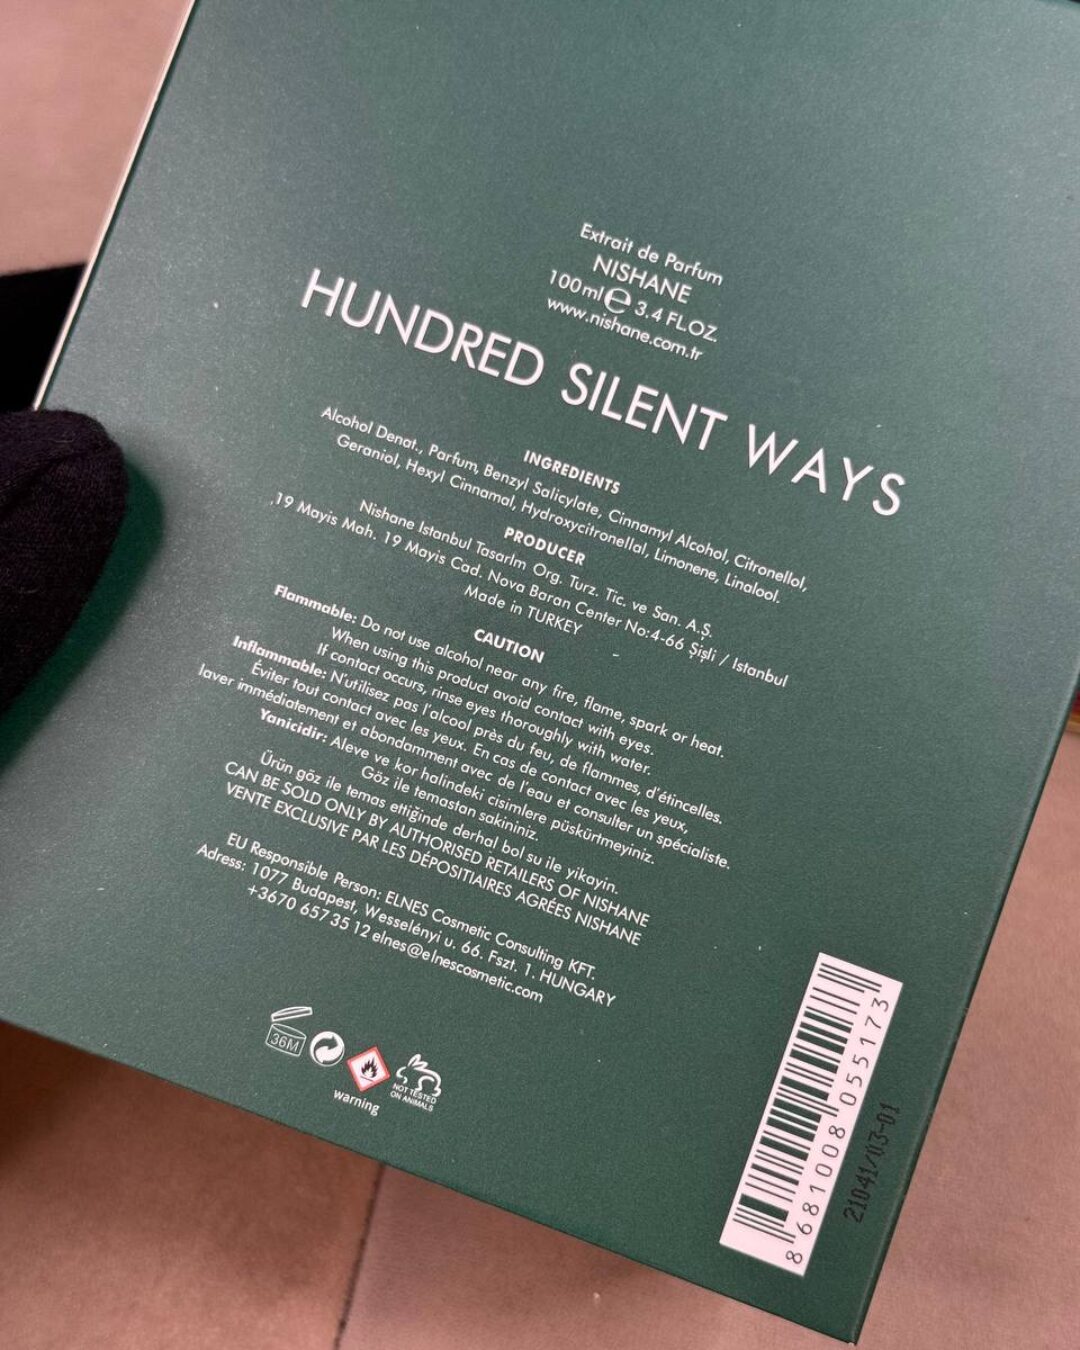 Extrait de Parfum
NISHANE
100ml ℮ 3.4 FL.OZ.
www.nishane.com.tr
HUNDRED SILENT WAYS
INGREDIENTS
Alcohol Denat., Parfum, Benzyl Salicylate, Cinnamyl Alcohol, Citronellol,
Geraniol, Hexyl Cinnamal, Hydroxycitronellal, Limonene, Linalool.
PRODUCER
Nishane Istanbul Tasarlm Org. Turz. Tic. ve San. A.Ş.
19 Mayis Mah. 19 Mayis Cad. Nova Baran Center No:4-66 Şişli / Istanbul
Made in TURKEY
CAUTION
Flammable: Do not use alcohol near any fire, flame, spark or heat.
When using this product avoid contact with eyes.
If contact occurs, rinse eyes thoroughly with water.
Inflammable: N'utilisez pas l'alcool près du feu, de flammes, d'étincelles.
Éviter tout contact avec les yeux. En cas de contact avec les yeux,
laver immédiatement et abondamment avec de l'eau et consulter un spécialiste.
Yanicidir: Aleve ve kor halindeki cisimlere püskürtmeyiniz.
Göz ile temastan sakininiz.
Ürün göz ile temas ettiğinde derhal bol su ile yikayin.
CAN BE SOLD ONLY BY AUTHORISED RETAILERS OF NISHANE
VENTE EXCLUSIVE PAR LES DÉPOSITIAIRES AGRÉES NISHANE
EU Responsible Person: ELNES Cosmetic Consulting KFT.
Adress: 1077 Budapest, Wesselényi u. 66. Fszt. 1. HUNGARY
+3670 657 35 12 elnes@elnescosmetic.com
36M
warning
NOT TESTED
ON ANIMALS
8 681008 055173
21041/03-01